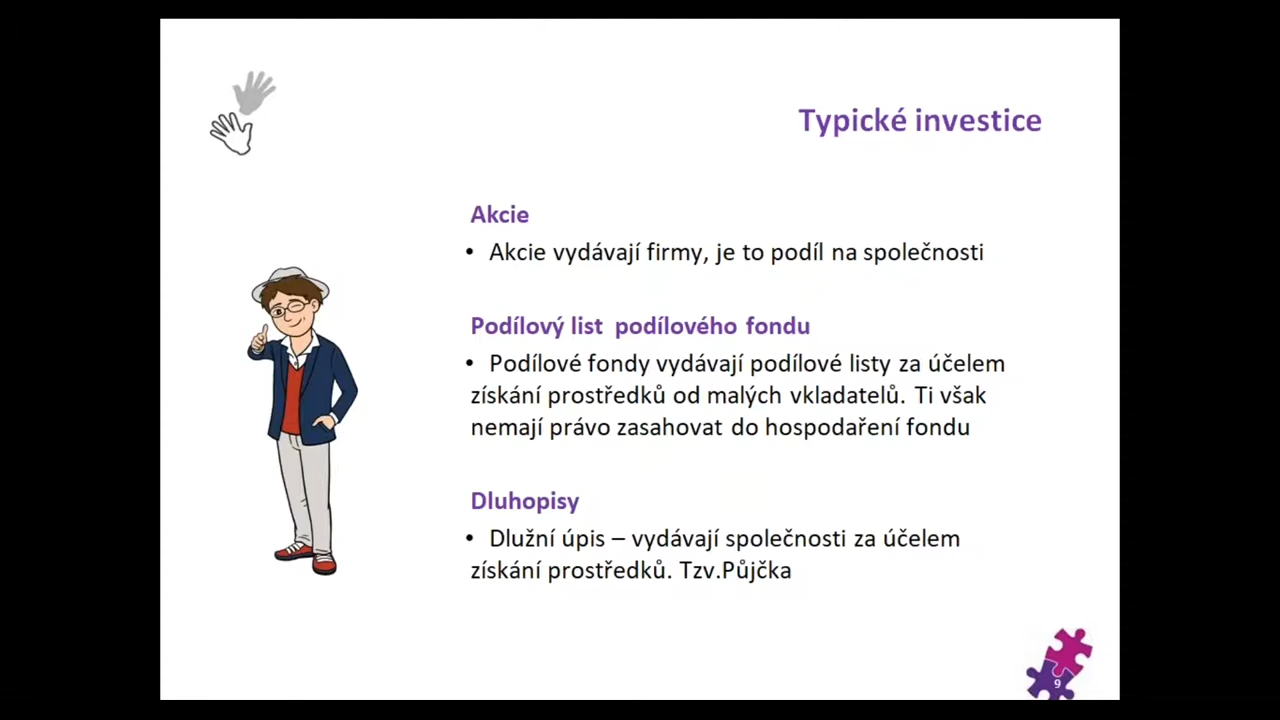 Typické investice
Akcie
• Akcie vydávají firmy, je to podíl na společnosti
Podílový list podílového fondu
• Podílové fondy vydávají podílové listy za účelem
získání prostředků od malých vkladatelů. Ti však
nemají právo zasahovat do hospodaření fondu
Dluhopisy
• Dlužní úpis – vydávají společnosti za účelem
získání prostředků. Tzv.Půjčka
9